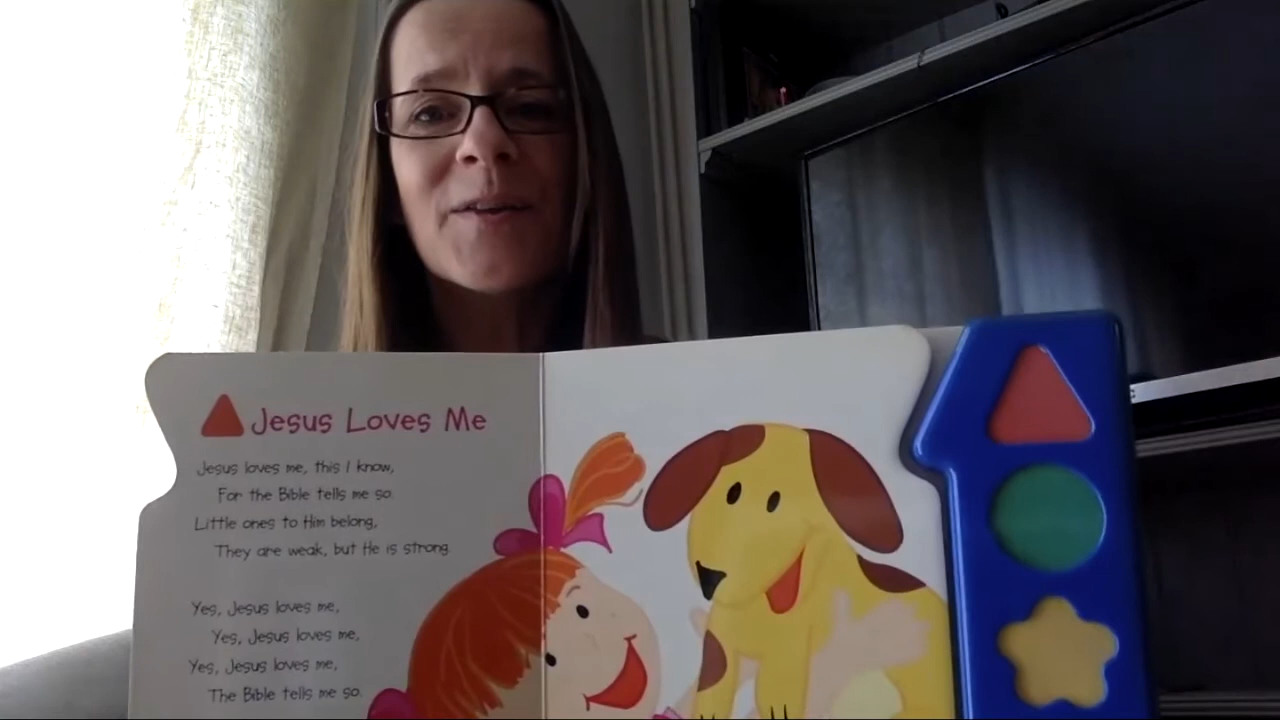 Jesus Loves Me
Jesus loves me, this I know,
For the Bible tells me so.
Little ones to Him belong,
They are weak, but He is strong.
Yes, Jesus loves me,
Yes, Jesus loves me,
Yes, Jesus loves me,
The Bible tells me so.